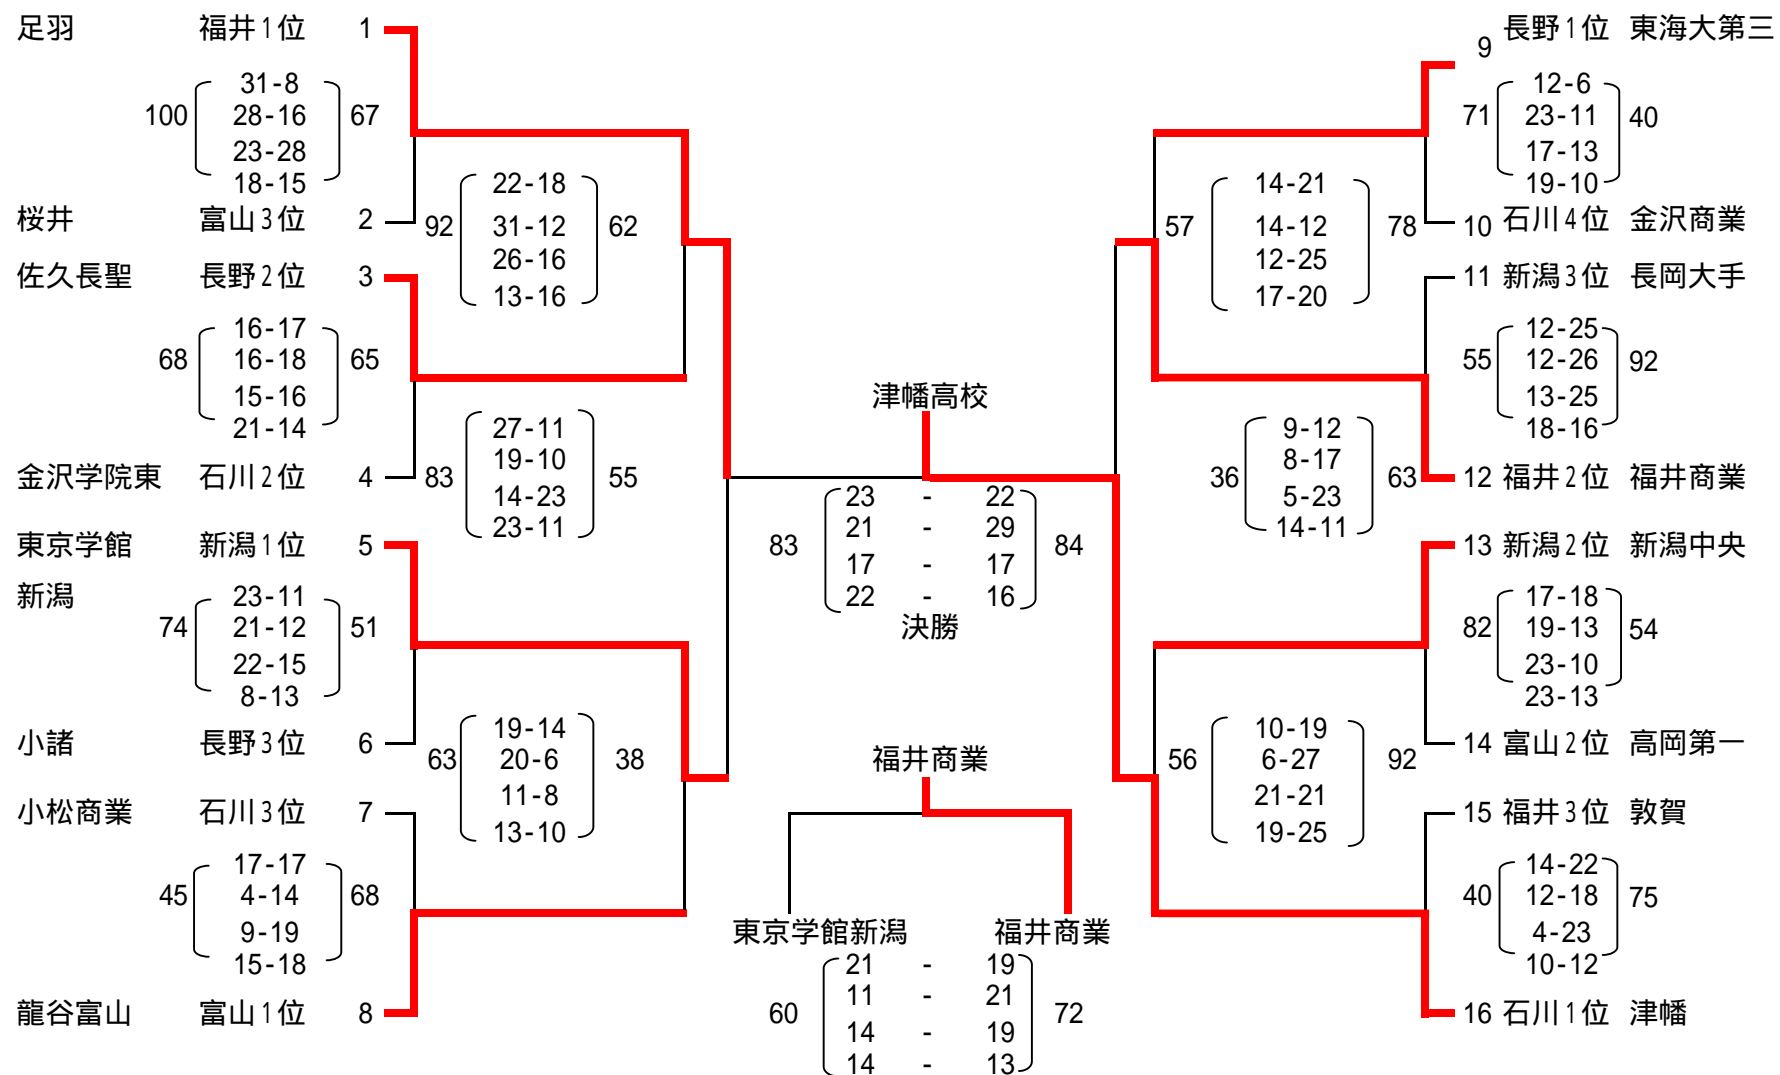 足羽 福井1位 1
100 31-8 67
28-16
23-28
18-15
桜井 富山3位 2
92 22-18 62
31-12
26-16
13-16
佐久長聖 長野2位 3
68 16-17 65
16-18
15-16
21-14
金沢学院東 石川2位 4
83 27-11 55
19-10
14-23
23-11
東京学館 新潟1位 5
新潟
74 23-11 51
21-12
22-15
8-13
小諸 長野3位 6
63 19-14 38
20-6
11-8
13-10
小松商業 石川3位 7
45 17-17 68
4-14
9-19
15-18
龍谷富山 富山1位 8
津幡高校
83 23 - 22 84
21 - 29
17 - 17
22 - 16
決勝
福井商業
東京学館新潟 福井商業
60 21 - 19 72
11 - 21
14 - 19
14 - 13
9 長野1位 東海大第三
71 12-6 40
23-11
17-13
19-10
10 石川4位 金沢商業
57 14-21 78
14-12
12-25
17-20
11 新潟3位 長岡大手
55 12-25 92
12-26
13-25
18-16
12 福井2位 福井商業
36 9-12 63
8-17
5-23
14-11
13 新潟2位 新潟中央
82 17-18 54
19-13
23-10
23-13
14 富山2位 高岡第一
56 10-19 92
6-27
21-21
19-25
15 福井3位 敦賀
40 14-22 75
12-18
4-23
10-12
16 石川1位 津幡